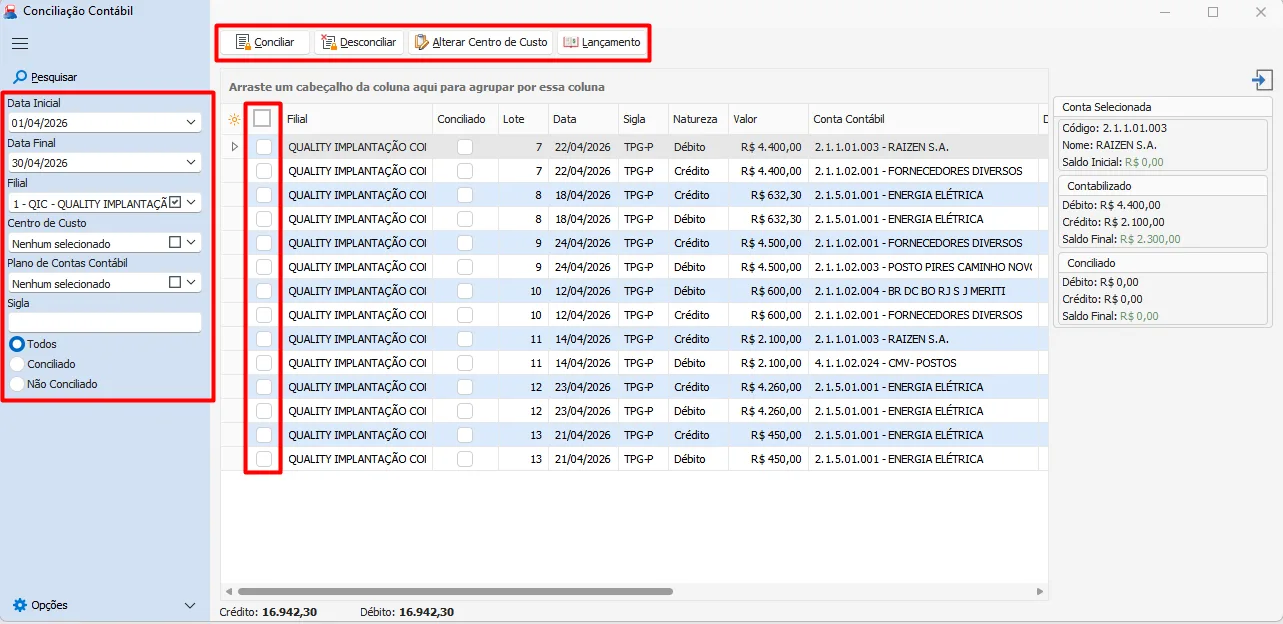 Conciliação Contábil
Conciliar Desconciliar Alterar Centro de Custo Lançamento
Pesquisar
Data Inicial
01/04/2026
Data Final
30/04/2026
Filial
1 - QIC - QUALITY IMPLANTAÇÃ
Centro de Custo
Nenhum selecionado
Plano de Contas Contábil
Nenhum selecionado
Sigla
Todos
Conciliado
Não Conciliado
Opções
Arraste um cabeçalho da coluna aqui para agrupar por essa coluna
Filial Conciliado Lote Data Sigla Natureza Valor Conta Contábil D
QUALITY IMPLANTAÇÃO COI 7 22/04/2026 TPG-P Débito R$ 4.400,00 2.1.1.01.003 - RAIZEN S.A.
QUALITY IMPLANTAÇÃO COI 7 22/04/2026 TPG-P Crédito R$ 4.400,00 2.1.1.02.001 - FORNECEDORES DIVERSOS
QUALITY IMPLANTAÇÃO COI 8 18/04/2026 TPG-P Crédito R$ 632,30 2.1.5.01.001 - ENERGIA ELÉTRICA
QUALITY IMPLANTAÇÃO COI 8 18/04/2026 TPG-P Débito R$ 632,30 2.1.5.01.001 - ENERGIA ELÉTRICA
QUALITY IMPLANTAÇÃO COI 9 24/04/2026 TPG-P Crédito R$ 4.500,00 2.1.1.02.001 - FORNECEDORES DIVERSOS
QUALITY IMPLANTAÇÃO COI 9 24/04/2026 TPG-P Débito R$ 4.500,00 2.1.1.02.003 - POSTO PIRES CAMINHO NOVO
QUALITY IMPLANTAÇÃO COI 10 12/04/2026 TPG-P Débito R$ 600,00 2.1.1.02.004 - BR DC BO RJ S J MERITI
QUALITY IMPLANTAÇÃO COI 10 12/04/2026 TPG-P Crédito R$ 600,00 2.1.1.02.001 - FORNECEDORES DIVERSOS
QUALITY IMPLANTAÇÃO COI 11 14/04/2026 TPG-P Crédito R$ 2.100,00 2.1.1.01.003 - RAIZEN S.A.
QUALITY IMPLANTAÇÃO COI 11 14/04/2026 TPG-P Débito R$ 2.100,00 4.1.1.02.024 - CMV- POSTOS
QUALITY IMPLANTAÇÃO COI 12 23/04/2026 TPG-P Crédito R$ 4.260,00 2.1.5.01.001 - ENERGIA ELÉTRICA
QUALITY IMPLANTAÇÃO COI 12 23/04/2026 TPG-P Débito R$ 4.260,00 2.1.5.01.001 - ENERGIA ELÉTRICA
QUALITY IMPLANTAÇÃO COI 13 21/04/2026 TPG-P Crédito R$ 450,00 2.1.5.01.001 - ENERGIA ELÉTRICA
QUALITY IMPLANTAÇÃO COI 13 21/04/2026 TPG-P Débito R$ 450,00 2.1.5.01.001 - ENERGIA ELÉTRICA
Crédito: 16.942,30 Débito: 16.942,30
Conta Selecionada
Código: 2.1.1.01.003
Nome: RAIZEN S.A.
Saldo Inicial: R$ 0,00
Contabilizado
Débito: R$ 4.400,00
Crédito: R$ 2.100,00
Saldo Final: R$ 2.300,00
Conciliado
Débito: R$ 0,00
Crédito: R$ 0,00
Saldo Final: R$ 0,00